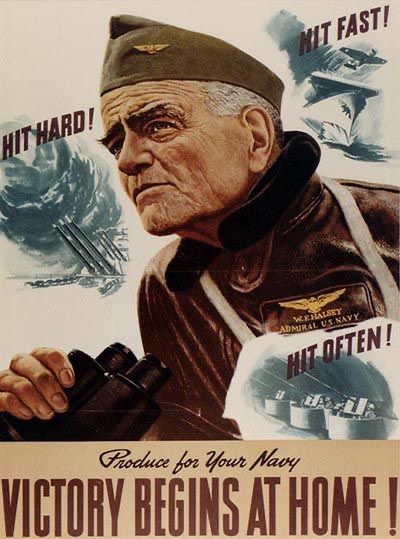 HIT FAST!
HIT HARD!
W.F. HALSEY
ADMIRAL U.S. NAVY
HIT OFTEN!
Produce for Your Navy
VICTORY BEGINS AT HOME!